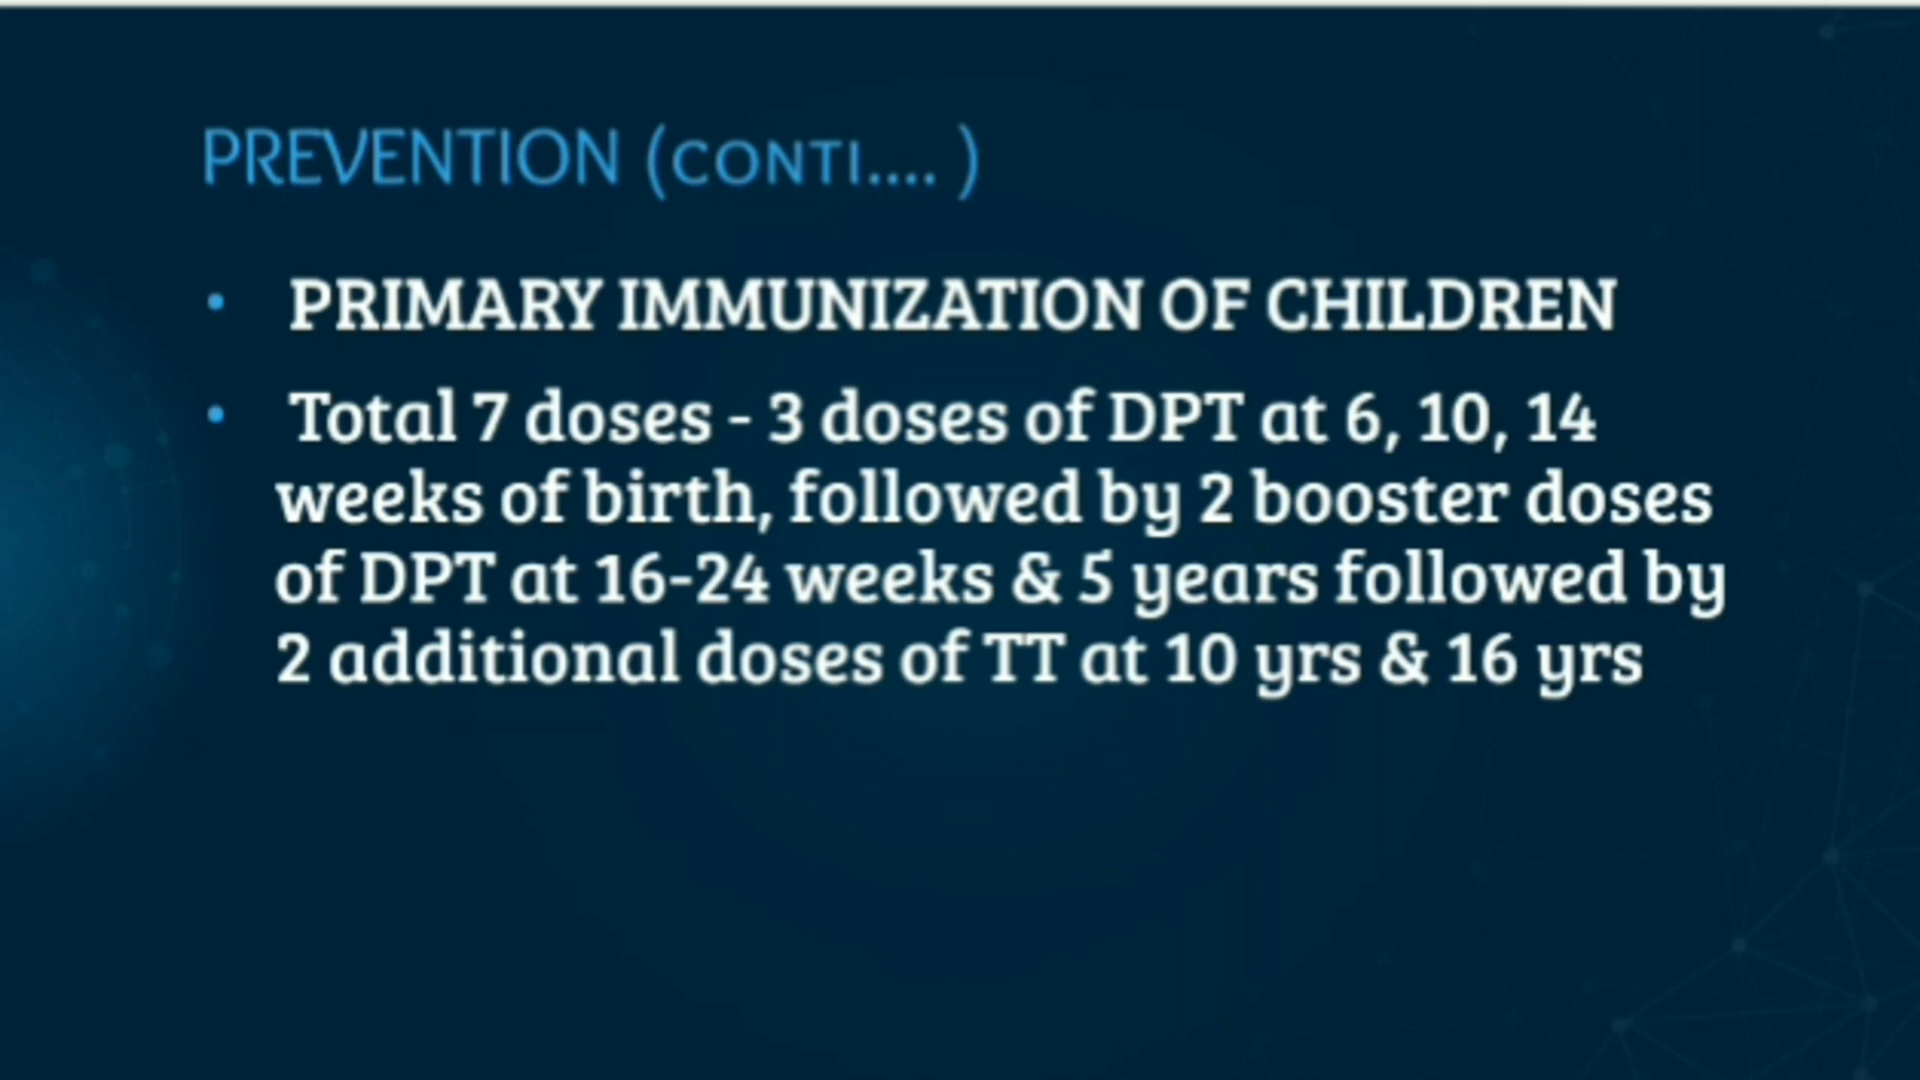 PREVENTION (CONTI.... )
• PRIMARY IMMUNIZATION OF CHILDREN
• Total 7 doses - 3 doses of DPT at 6, 10, 14
weeks of birth, followed by 2 booster doses
of DPT at 16-24 weeks & 5 years followed by
2 additional doses of TT at 10 yrs & 16 yrs